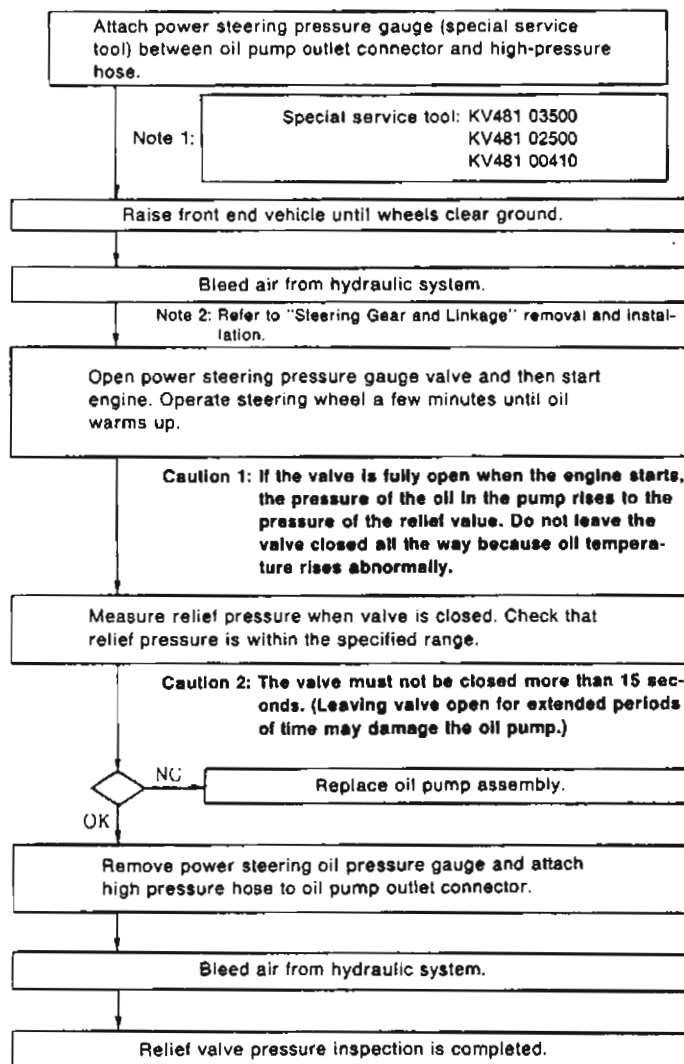 Attach power steering pressure gauge (special service
tool) between oil pump outlet connector and high-pressure
hose.
Note 1:
Special service tool: KV481 03500
KV481 02500
KV481 00410
Raise front end vehicle until wheels clear ground.
Bleed air from hydraulic system.
Note 2: Refer to "Steering Gear and Linkage" removal and instal-
lation.
Open power steering pressure gauge valve and then start
engine. Operate steering wheel a few minutes until oil
warms up.
Caution 1: If the valve is fully open when the engine starts,
the pressure of the oil in the pump rises to the
pressure of the relief value. Do not leave the
valve closed all the way because oil tempera-
ture rises abnormally.
Measure relief pressure when valve is closed. Check that
relief pressure is within the specified range.
Caution 2: The valve must not be closed more than 15 sec-
onds. (Leaving valve open for extended periods
of time may damage the oil pump.)
NG
Replace oil pump assembly.
OK
Remove power steering oil pressure gauge and attach
high pressure hose to oil pump outlet connector.
Bleed air from hydraulic system.
Relief valve pressure inspection is completed.